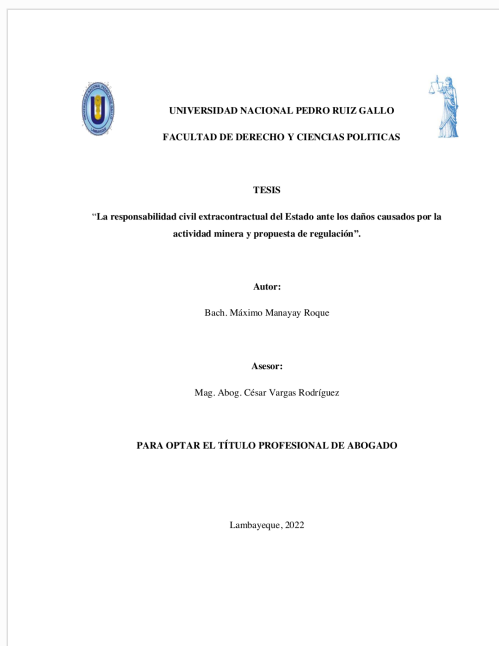 UNIVERSIDAD NACIONAL PEDRO RUIZ GALLO
FACULTAD DE DERECHO Y CIENCIAS POLITICAS
TESIS
“La responsabilidad civil extracontractual del Estado ante los daños causados por la
actividad minera y propuesta de regulación”.
Autor:
Bach. Máximo Manayay Roque
Asesor:
Mag. Abog. César Vargas Rodríguez
PARA OPTAR EL TÍTULO PROFESIONAL DE ABOGADO
Lambayeque, 2022